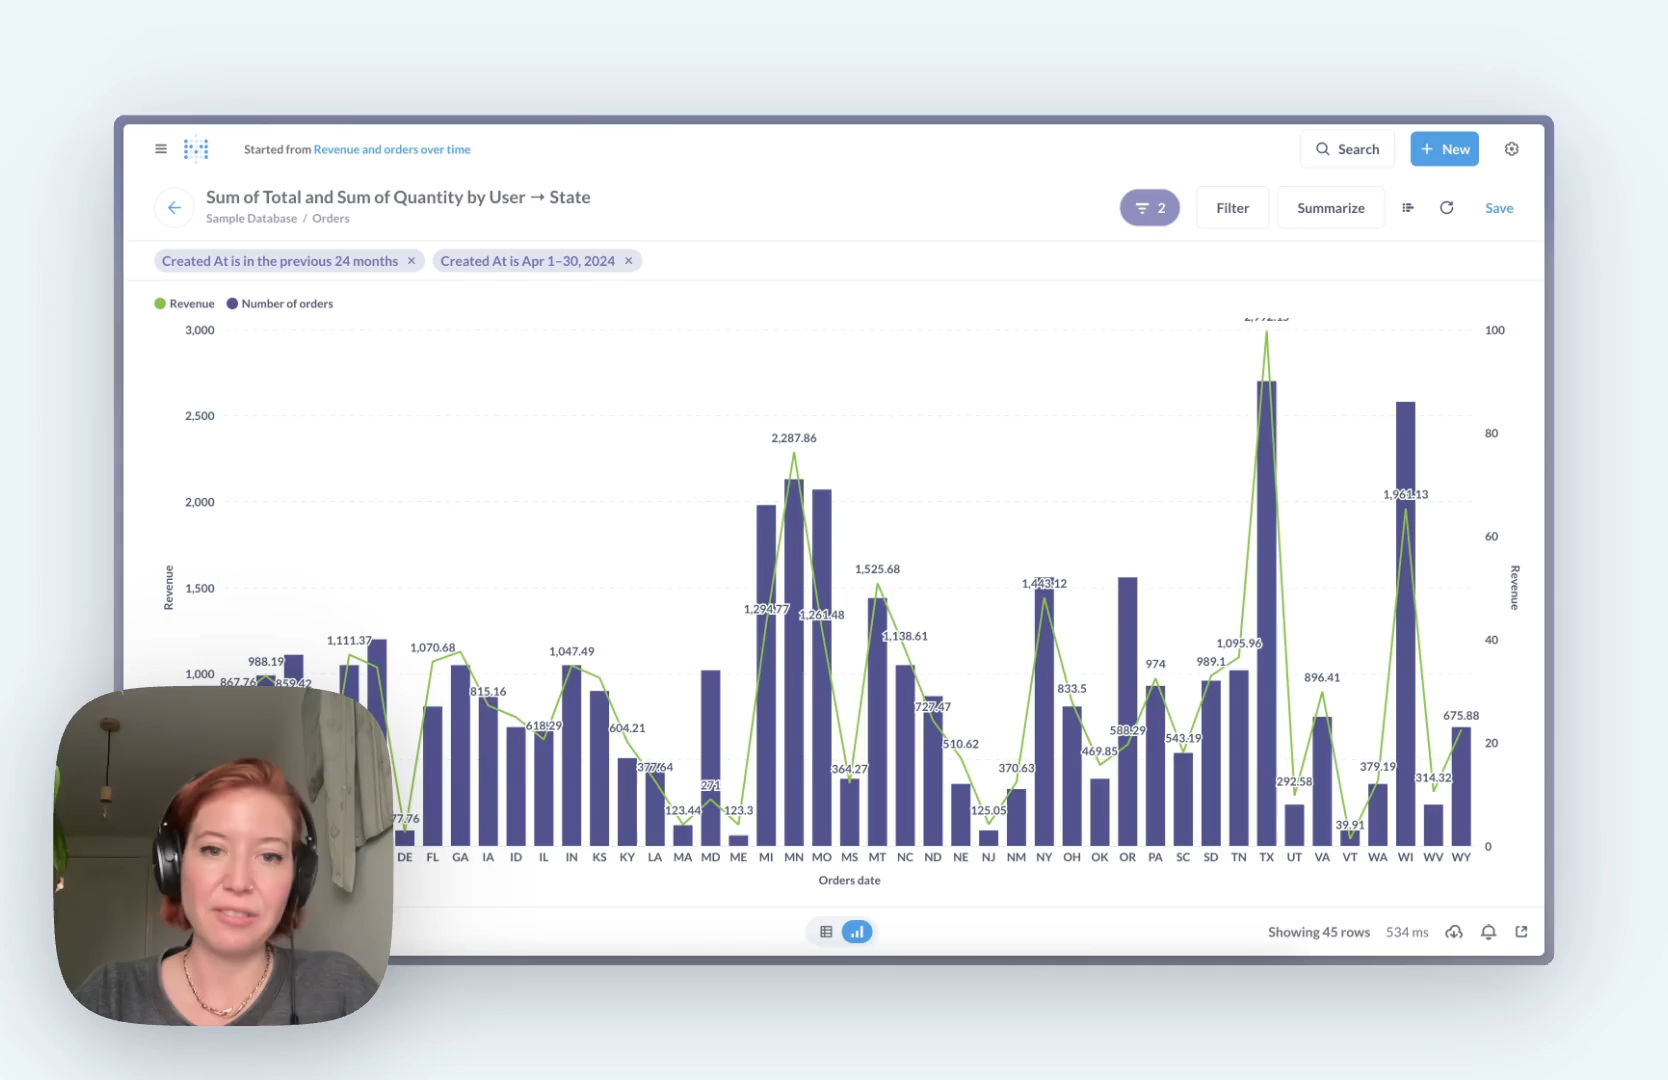 Started from Revenue and orders over time
Search
+ New
Sum of Total and Sum of Quantity by User → State
Sample Database / Orders
2
Filter
Summarize
Save
Created At is in the previous 24 months ×
Created At is Apr 1–30, 2024 ×
Revenue
Number of orders
3,000
2,500
2,000
1,500
1,000
Revenue
100
80
60
40
20
0
Revenue
867.76
988.19
859.42
1,111.37
77.76
1,070.68
815.16
618.29
1,047.49
604.21
377.64
123.44
271
123.3
1,294.77
2,287.86
1,261.48
364.27
1,525.68
1,138.61
727.47
510.62
125.05
370.63
1,443.12
833.5
469.85
588.29
974
543.19
989.1
1,095.96
292.58
896.41
39.91
379.19
1,961.13
314.32
675.88
DE FL GA IA ID IL IN KS KY LA MA MD ME MI MN MO MS MT NC ND NE NJ NM NY OH OK OR PA SC SD TN TX UT VA VT WA WI WV WY
Orders date
Showing 45 rows
534 ms